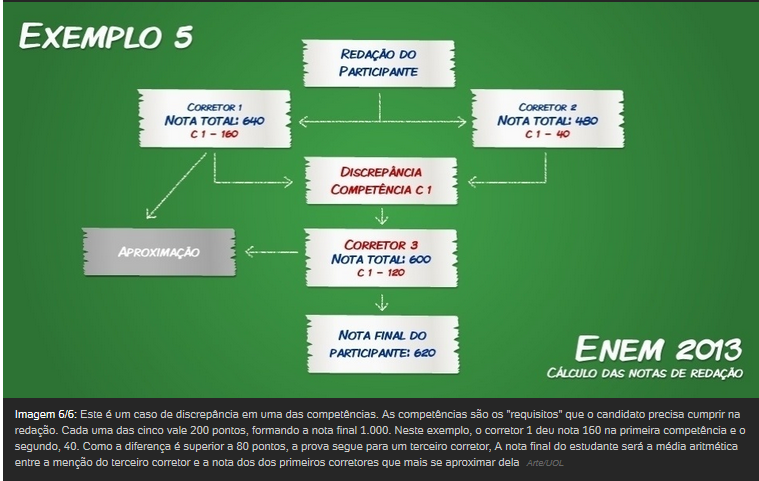 EXEMPLO 5
REDAÇÃO DO
PARTICIPANTE
CORRETOR 1
NOTA TOTAL: 640
C 1 - 160
CORRETOR 2
NOTA TOTAL: 480
C 1 - 40
DISCREPÂNCIA
COMPETÊNCIA C 1
APROXIMAÇÃO
CORRETOR 3
NOTA TOTAL: 600
C 1 - 120
NOTA FINAL DO
PARTICIPANTE: 620
ENEM 2013
CÁLCULO DAS NOTAS DE REDAÇÃO
Imagem 6/6: Este é um caso de discrepância em uma das competências. As competências são os "requisitos" que o candidato precisa cumprir na
redação. Cada uma das cinco vale 200 pontos, formando a nota final 1.000. Neste exemplo, o corretor 1 deu nota 160 na primeira competência e o
segundo, 40. Como a diferença é superior a 80 pontos, a prova segue para um terceiro corretor, A nota final do estudante será a média aritmética
entre a menção do terceiro corretor e a nota dos dos primeiros corretores que mais se aproximar dela Arte/UOL